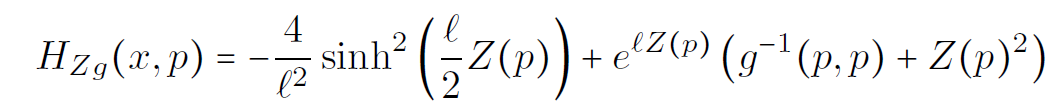 $H_{Zg}(x,p) = -\frac{4}{\ell^2} \sinh^2\left(\frac{\ell}{2}Z(p)\right) + e^{\ell Z(p)}\left(g^{-1}(p,p) + Z(p)^2\right)$